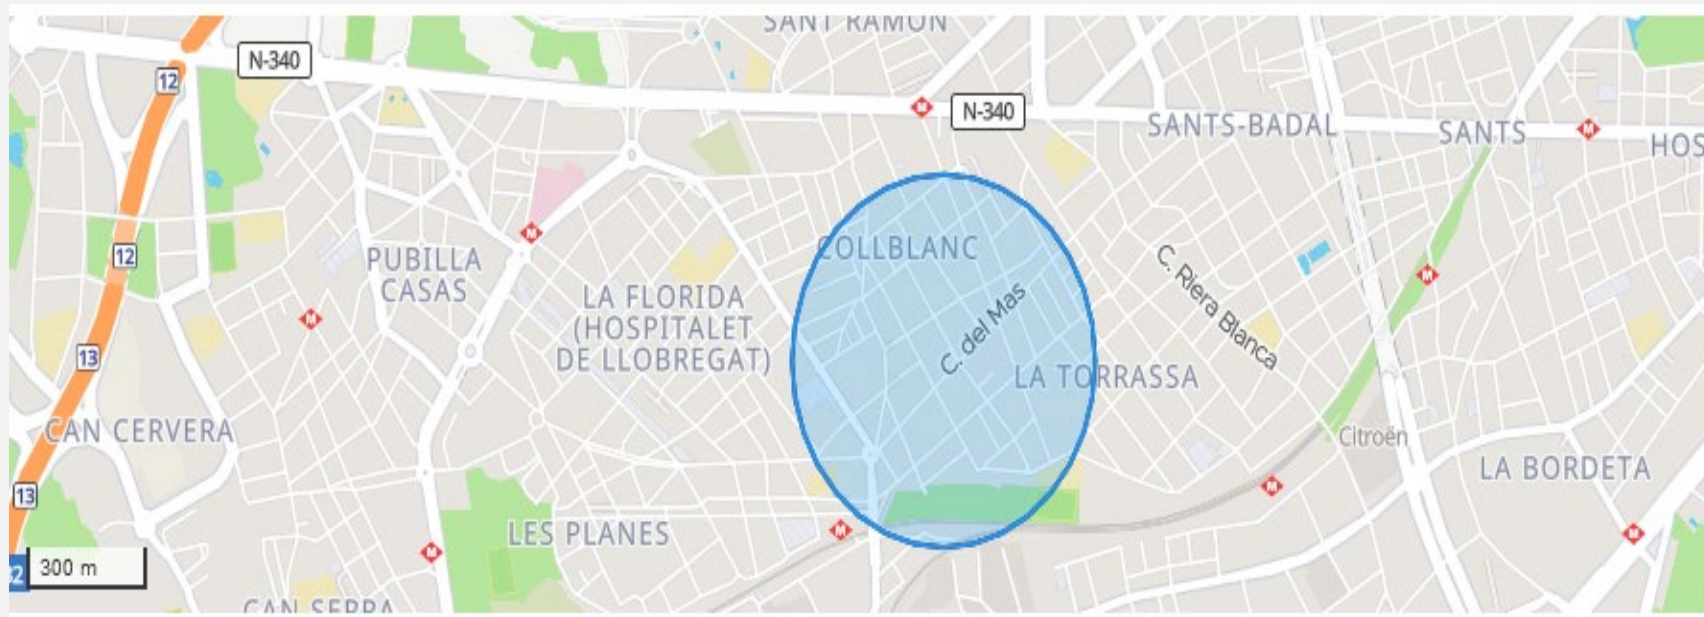 SANT RAMON
N-340
12
N-340
SANTS-BADAL
SANTS
HOS
M
M
M
12
PUBILLA
CASAS
COLLBLANC
C. Riera Blanca
M
LA FLORIDA
(HOSPITALET
DE LLOBREGAT)
C. del Mas
M
13
LA TORRASSA
CAN CERVERA
Citroën
LA BORDETA
13
M
LES PLANES
M
M
M
2
300 m
CAN SERRA